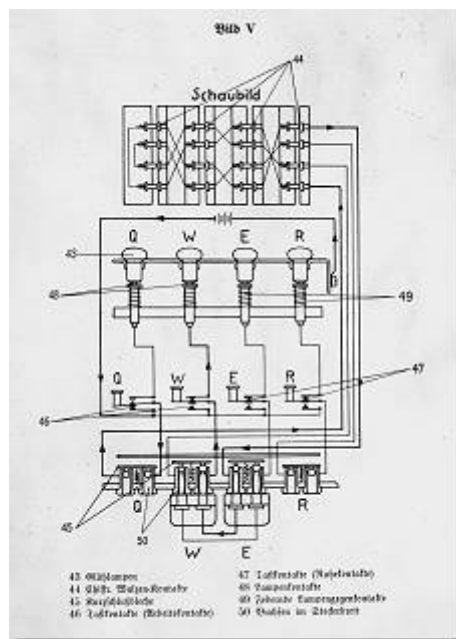 Bild V
44
Schaubild
Q W E R
43
48
49
Q W E R
47
46
45
50
Q R
W E
43 Glühlampen
44 Chiffr. Walzen-Kontakte
45 Kurzschlußbleche
46 Tastkontakte (Arbeitskontakte)
47 Tastkontakte (Ruhekontakte)
48 Lampenkontakte
49 Federnde Lampengegenkontakte
50 Buchsen im Steckerbrett